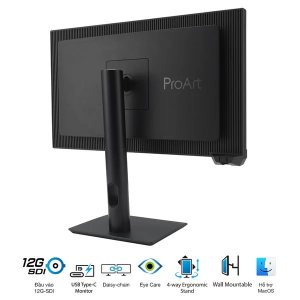 ProArt
12G-SDI
Đầu vào
12G-SDI
USB Type-C
Monitor
Daisy-chain
Eye Care
4-way Ergonomic
Stand
Wall Mountable
Hỗ trợ
MacOS